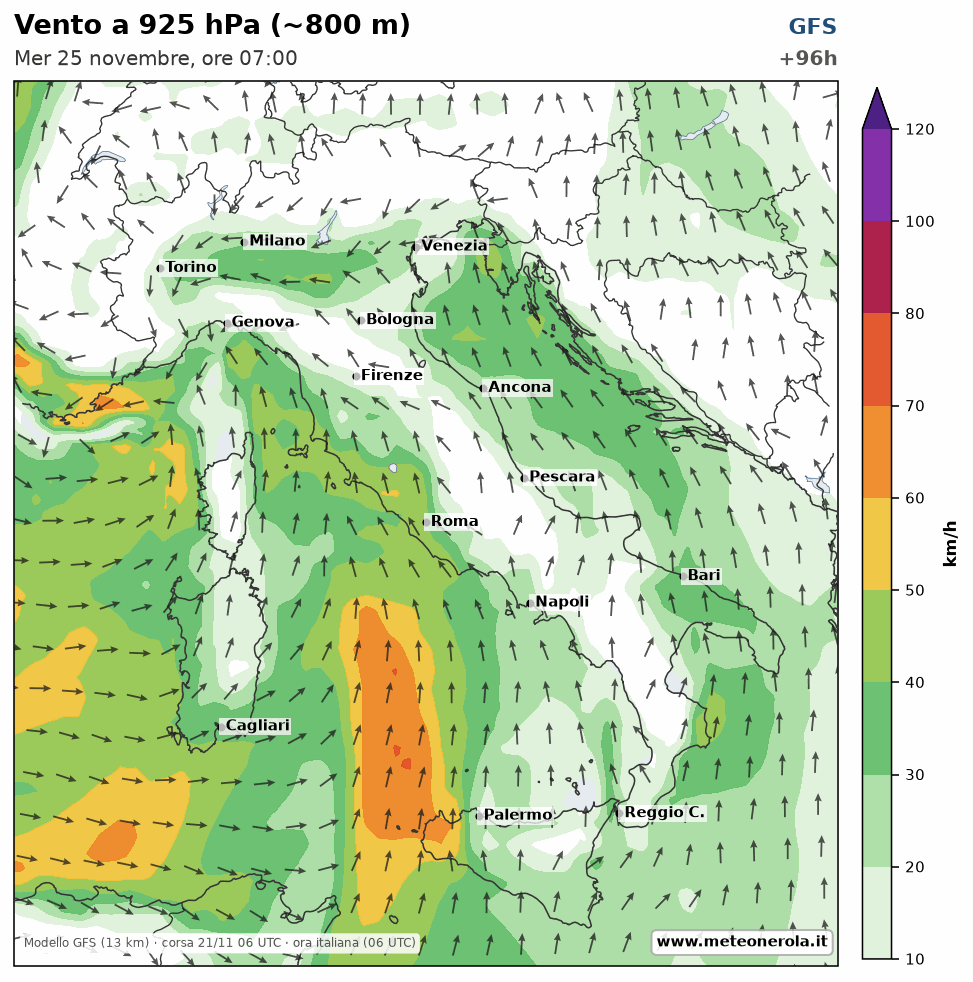 Vento a 925 hPa (~800 m)
GFS
Mer 25 novembre, ore 07:00
+96h
120
100
80
70
60
50
40
30
20
10
km/h
Milano
Venezia
Torino
Genova
Bologna
Firenze
Ancona
Pescara
Roma
Bari
Napoli
Cagliari
Palermo
Reggio C.
Modello GFS (13 km) · corsa 21/11 06 UTC · ora italiana (06 UTC)
www.meteonerola.it